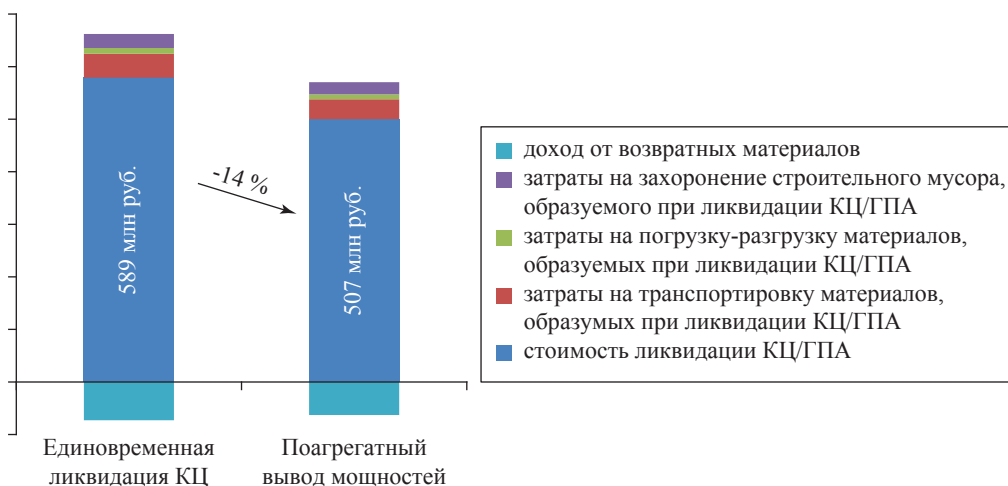 589 млн руб.
-14 %
507 млн руб.
Единовременная
ликвидация КЦ
Поагрегатный
вывод мощностей
доход от возвратных материалов
затраты на захоронение строительного мусора,
образуемого при ликвидации КЦ/ГПА
затраты на погрузку-разгрузку материалов,
образуемых при ликвидации КЦ/ГПА
затраты на транспортировку материалов,
образумых при ликвидации КЦ/ГПА
стоимость ликвидации КЦ/ГПА